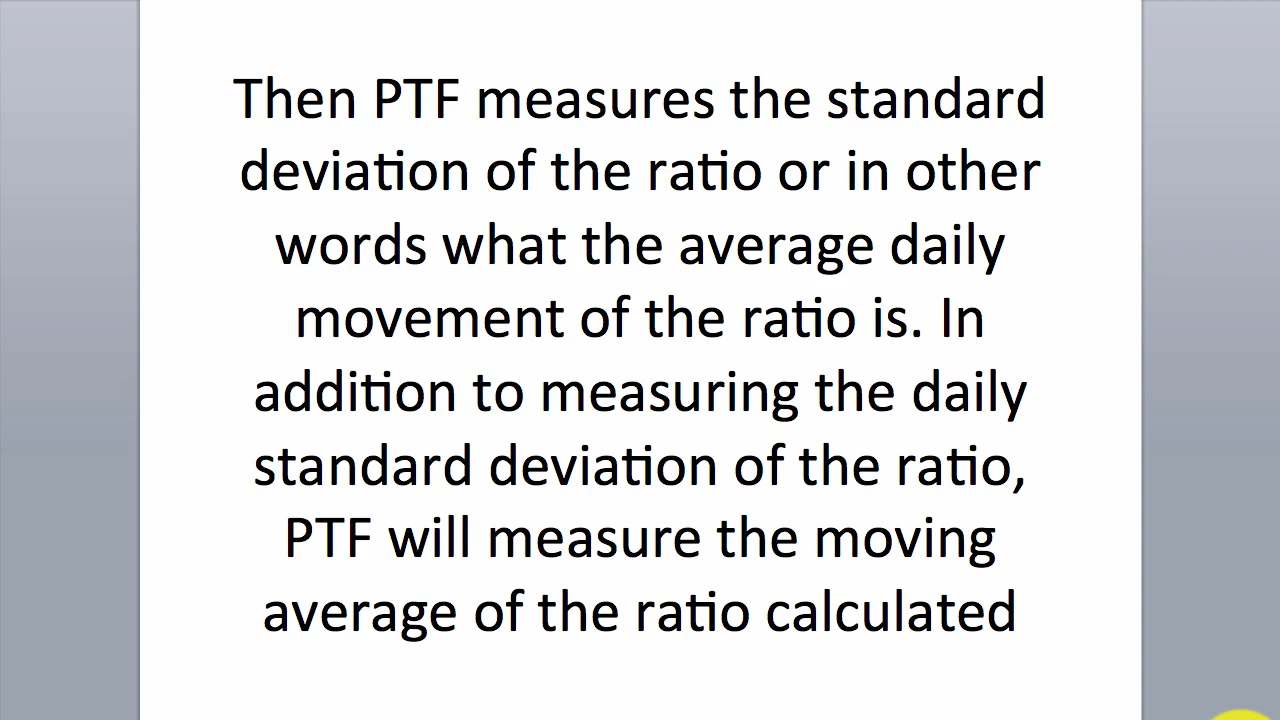 Then PTF measures the standard
deviation of the ratio or in other
words what the average daily
movement of the ratio is. In
addition to measuring the daily
standard deviation of the ratio,
PTF will measure the moving
average of the ratio calculated